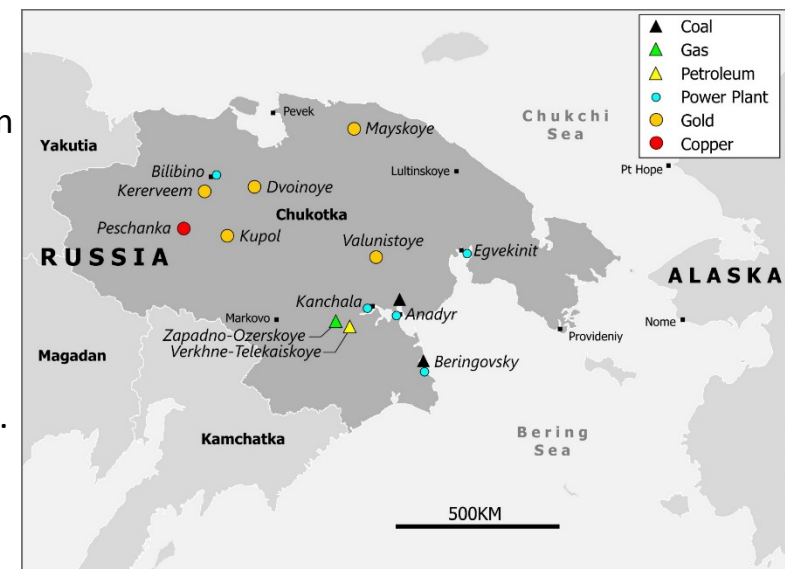 Coal
Gas
Petroleum
Power Plant
Gold
Copper
Chukchi
Sea
Pevek
Mayskoye
Yakutia
Lultinskoye
Pt Hope
Bilibino
Kererveem
Dvoinoye
Chukotka
Peschanka
Kupol
RUSSIA
Valunistoye
Egvekinit
ALASKA
Kanchala
Markovo
Anadyr
Nome
Zapadno-Ozerskoye
Verkhne-Telekaiskoye
Provideniy
Magadan
Beringovsky
Kamchatka
Bering
Sea
500KM